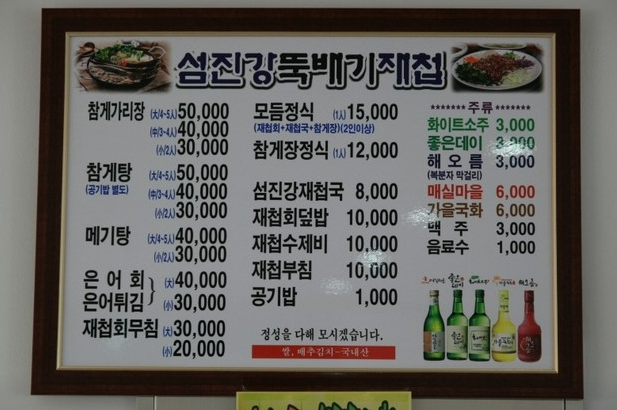 섬진강뚝배기재첩
참게가리장 (大/4~5人) 50,000
(中/3~4人) 40,000
(小/2人) 30,000
참게탕 (大/4~5人) 50,000
(공기밥 별도) (中/3~4人) 40,000
(小/2人) 30,000
메기탕 (大/4~5人) 40,000
(小/2人) 30,000
은어회 (大) 40,000
은어튀김 (小) 30,000
재첩회무침 (大) 30,000
(小) 20,000
모듬정식 (1人) 15,000
(재첩회+재첩국+참게장)(2인이상)
참게장정식 (1人) 12,000
섬진강재첩국 8,000
재첩회덮밥 10,000
재첩수제비 10,000
재첩부침 10,000
공기밥 1,000
정성을 다해 모시겠습니다.
쌀, 배추김치-국내산
*******주류*******
화이트소주 3,000
좋은데이 3,000
해오름 3,000
(복분자 막걸리)
매실마을 6,000
가을국화 6,000
맥주 3,000
음료수 1,000